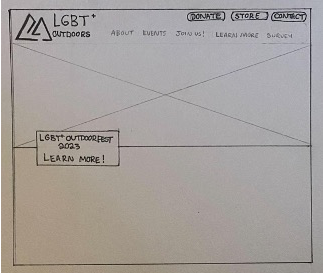 LGBT+
OUTDOORS
DONATE
STORE
CONTACT
ABOUT EVENTS JOIN US! LEARN MORE SURVEY
LGBT+ OUTDOORFEST
2023
LEARN MORE!